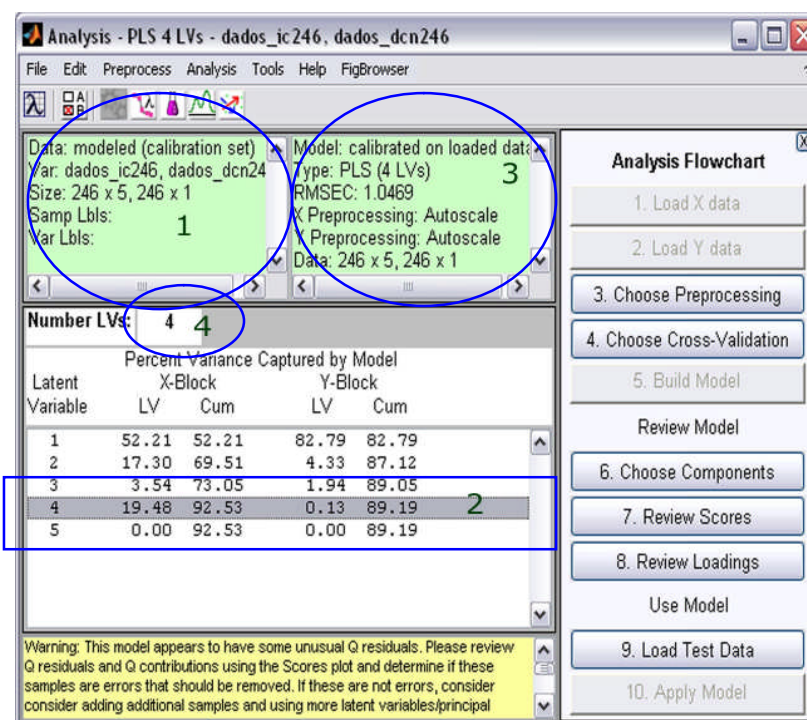 Analysis - PLS 4 LVs - dados_ic246, dados_dcn246
File Edit Preprocess Analysis Tools Help FigBrowser
Data: modeled (calibration set)
Var: dados_ic246, dados_dcn24
Size: 246 x 5, 246 x 1
Samp Lbls:
Var Lbls:
1
Model: calibrated on loaded data
Type: PLS (4 LVs)
RMSEC: 1.0469
X Preprocessing: Autoscale
Y Preprocessing: Autoscale
Data: 246 x 5, 246 x 1
3
Number LVs: 4
4
Percent Variance Captured by Model
Latent X-Block Y-Block
Variable LV Cum LV Cum
1 52.21 52.21 82.79 82.79
2 17.30 69.51 4.33 87.12
3 3.54 73.05 1.94 89.05
4 19.48 92.53 0.13 89.19
2
5 0.00 92.53 0.00 89.19
Warning: This model appears to have some unusual Q residuals. Please review
Q residuals and Q contributions using the Scores plot and determine if these
samples are errors that should be removed. If these are not errors, consider
consider adding additional samples and using more latent variables/principal
Analysis Flowchart
1. Load X data
2. Load Y data
3. Choose Preprocessing
4. Choose Cross-Validation
5. Build Model
Review Model
6. Choose Components
7. Review Scores
8. Review Loadings
Use Model
9. Load Test Data
10. Apply Model